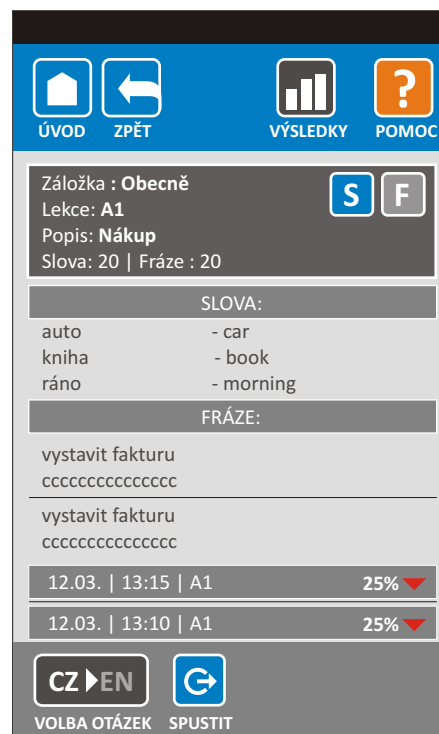 ?
ÚVOD ZPĚT VÝSLEDKY POMOC
Záložka : Obecně
S F
Lekce: A1
Popis: Nákup
Slova: 20 | Fráze : 20
SLOVA:
auto - car
kniha - book
ráno - morning
FRÁZE:
vystavit fakturu
ccccccccccccccc
vystavit fakturu
ccccccccccccccc
12.03. | 13:15 | A1 25%
12.03. | 13:10 | A1 25%
CZ EN
VOLBA OTÁZEK SPUSTIT